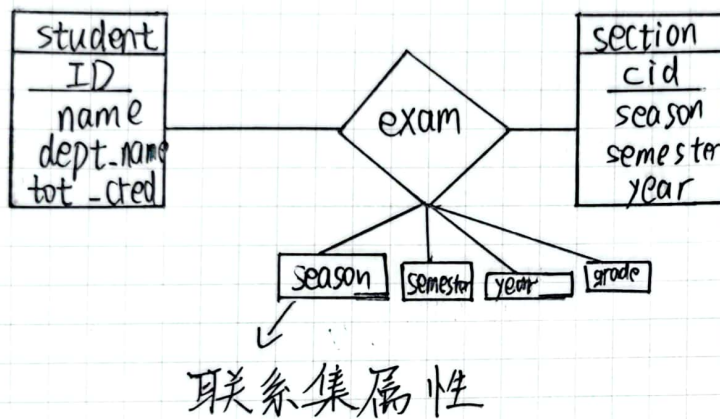 student
ID
name
dept_name
tot_cred
exam
section
cid
season
semester
year
season
semester
year
grade
联系集属性